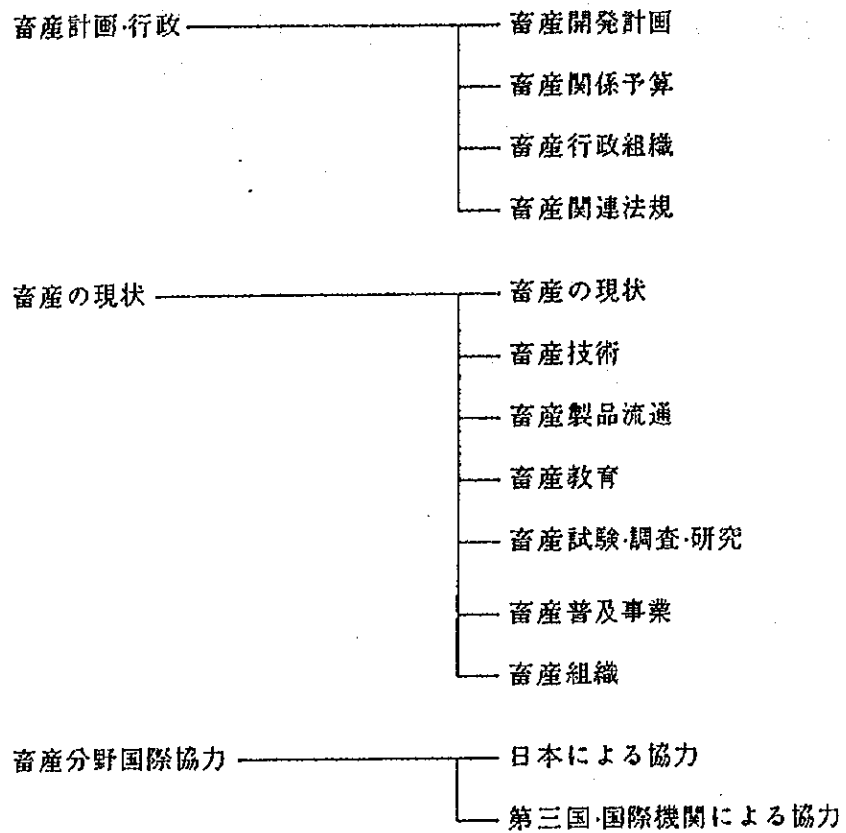 畜産計画·行政 畜産開発計画
畜産関係予算
畜産行政組織
畜産関連法規
畜産の現状 畜産の現状
畜産技術
畜産製品流通
畜産教育
畜産試験·調査·研究
畜産普及事業
畜産組織
畜産分野国際協力 日本による協力
第三国·国際機関による協力